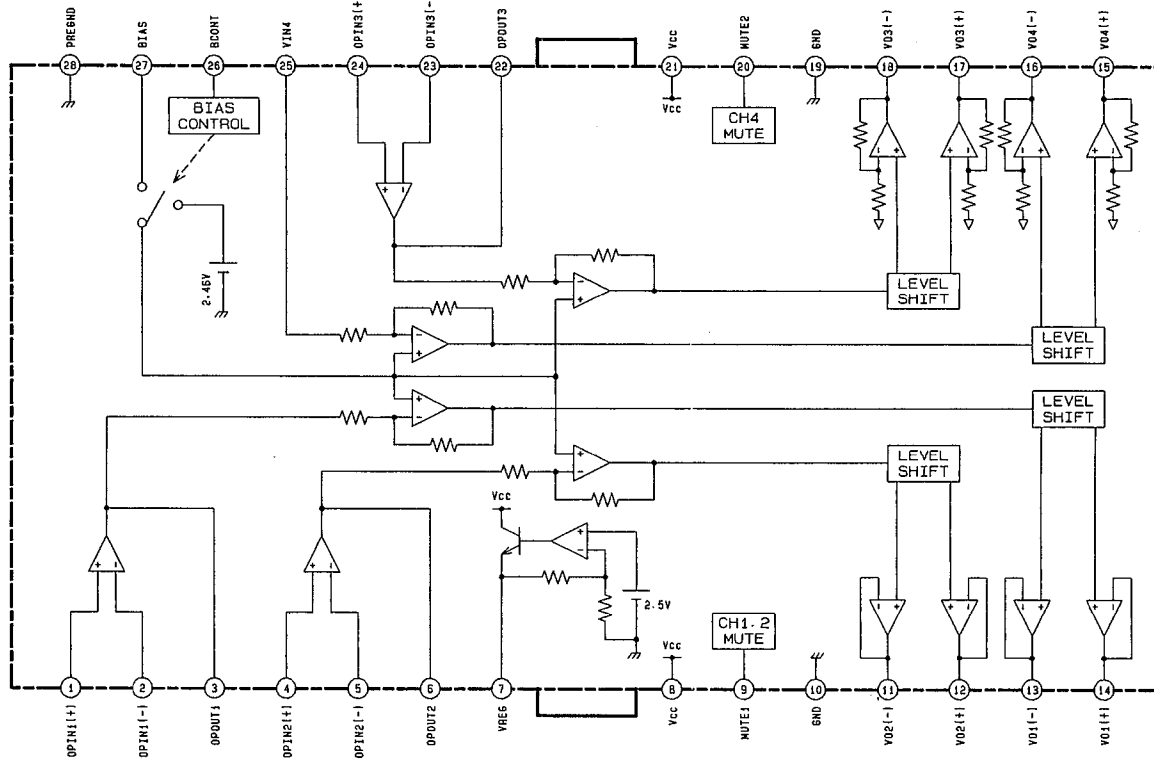 PREGND
BIAS
BCONT
VIN4
OPIN3(+)
OPIN3(-)
OPOUT3
Vcc
MUTE2
GND
VO3(-)
VO3(+)
VO4(-)
VO4(+)
28
27
26
25
24
23
22
21
20
19
18
17
16
15
Vcc
BIAS
CONTROL
CH4
MUTE
+ -
- +
+ -
- +
+ -
2.46V
-
+
LEVEL
SHIFT
-
+
LEVEL
SHIFT
+
-
LEVEL
SHIFT
+
-
LEVEL
SHIFT
Vcc
+
-
+ -
+ -
2.5V
- +
+ -
- +
+ -
CH1.2
MUTE
Vcc
1
2
3
4
5
6
7
8
9
10
11
12
13
14
OPIN1(+)
OPIN1(-)
OPOUT1
OPIN2(+)
OPIN2(-)
OPOUT2
VREG
Vcc
MUTE1
GND
VO2(-)
VO2(+)
VO1(-)
VO1(+)